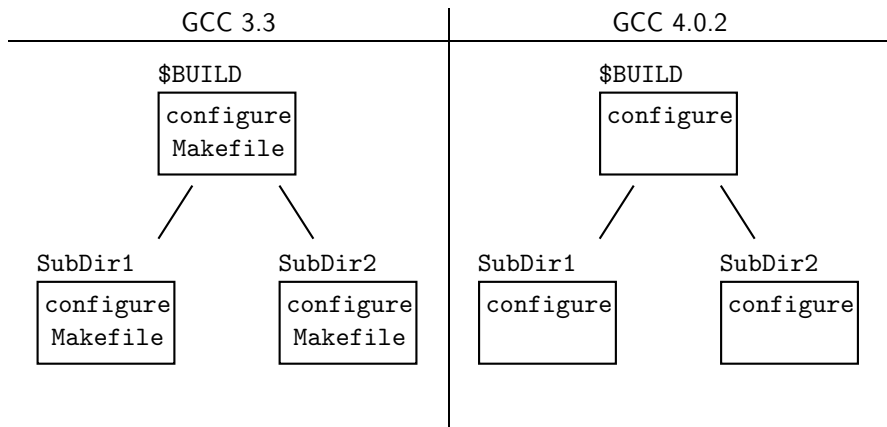 GCC 3.3
GCC 4.0.2
$BUILD
configure
Makefile
SubDir1
configure
Makefile
SubDir2
configure
Makefile
$BUILD
configure
SubDir1
configure
SubDir2
configure